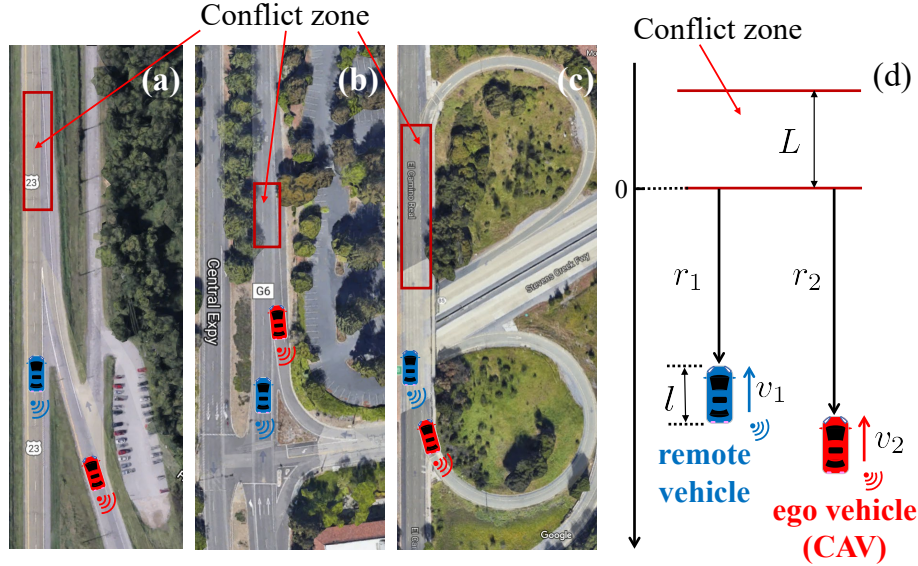 Conflict zone
(a)
(b)
(c)
(d)
Conflict zone
23
23
Central Expy
G6
El Camino Real
Stevens Creek Fwy
Google
0
L
r1
r2
l
v1
v2
remote
vehicle
ego vehicle
(CAV)